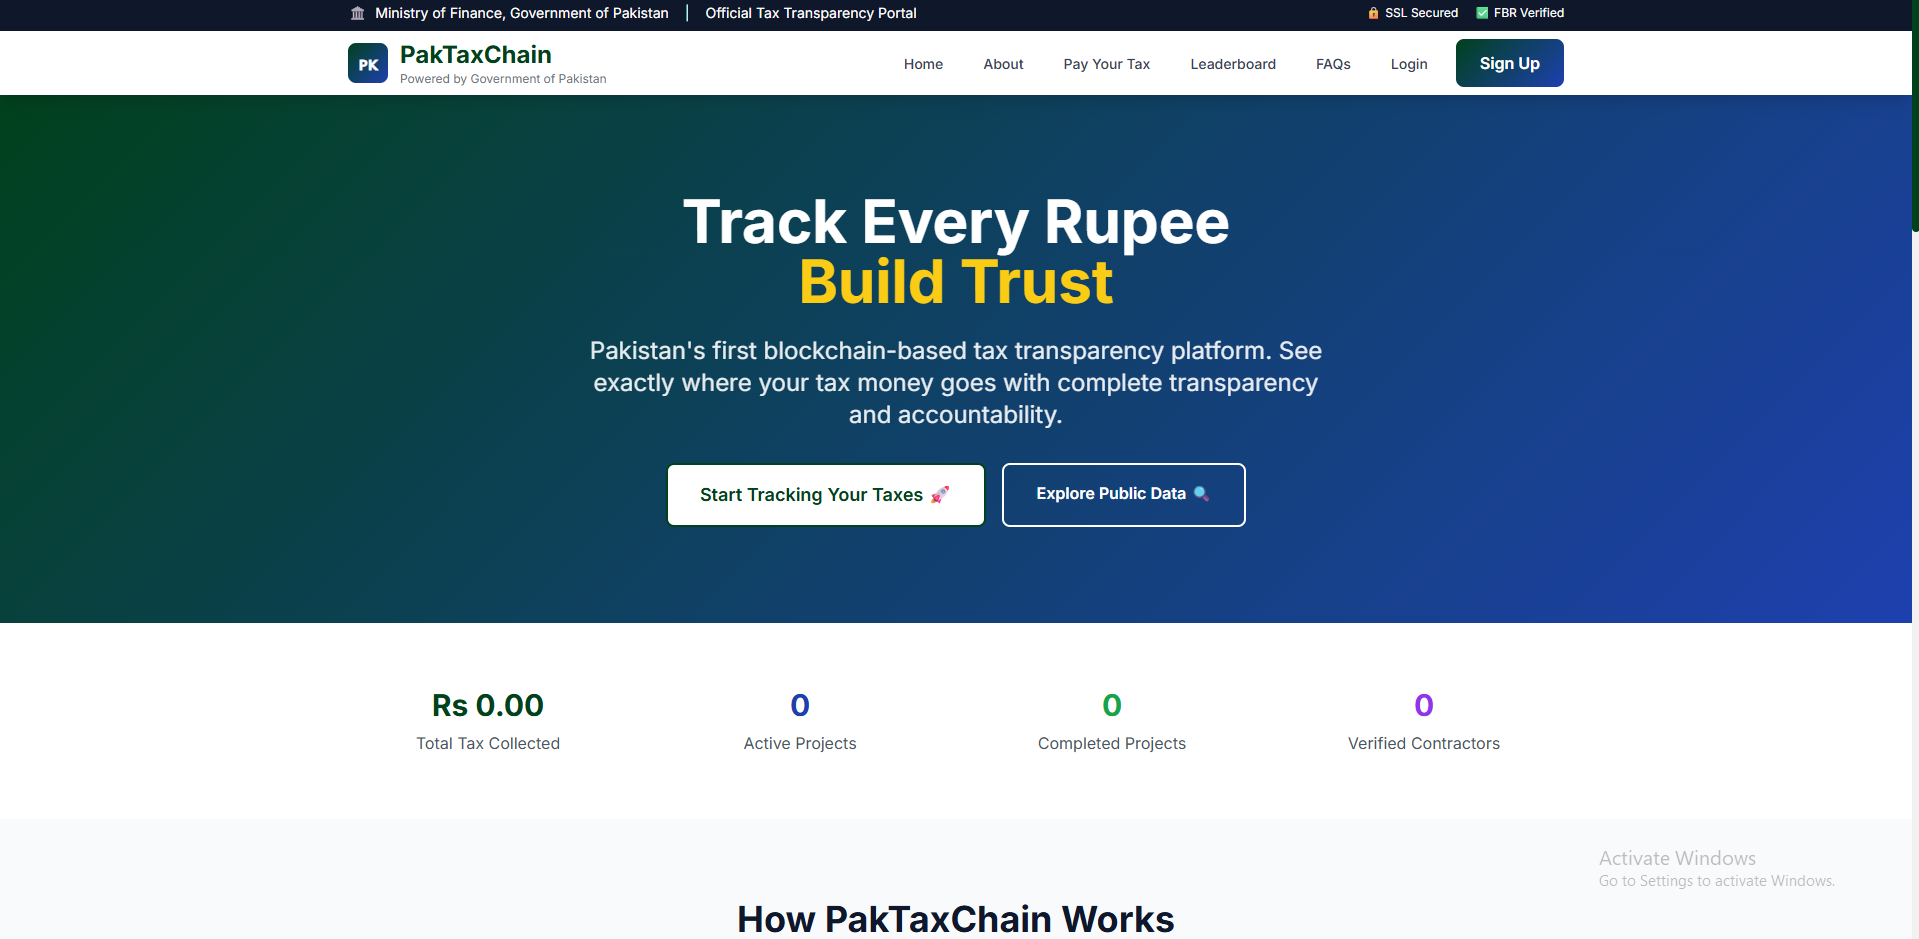 Ministry of Finance, Government of Pakistan | Official Tax Transparency Portal
SSL Secured
FBR Verified
PK
PakTaxChain
Powered by Government of Pakistan
Home
About
Pay Your Tax
Leaderboard
FAQs
Login
Sign Up
Track Every Rupee
Build Trust
Pakistan's first blockchain-based tax transparency platform. See
exactly where your tax money goes with complete transparency
and accountability.
Start Tracking Your Taxes 🚀
Explore Public Data 🔍
Rs 0.00
Total Tax Collected
0
Active Projects
0
Completed Projects
0
Verified Contractors
Activate Windows
Go to Settings to activate Windows.
How PakTaxChain Works